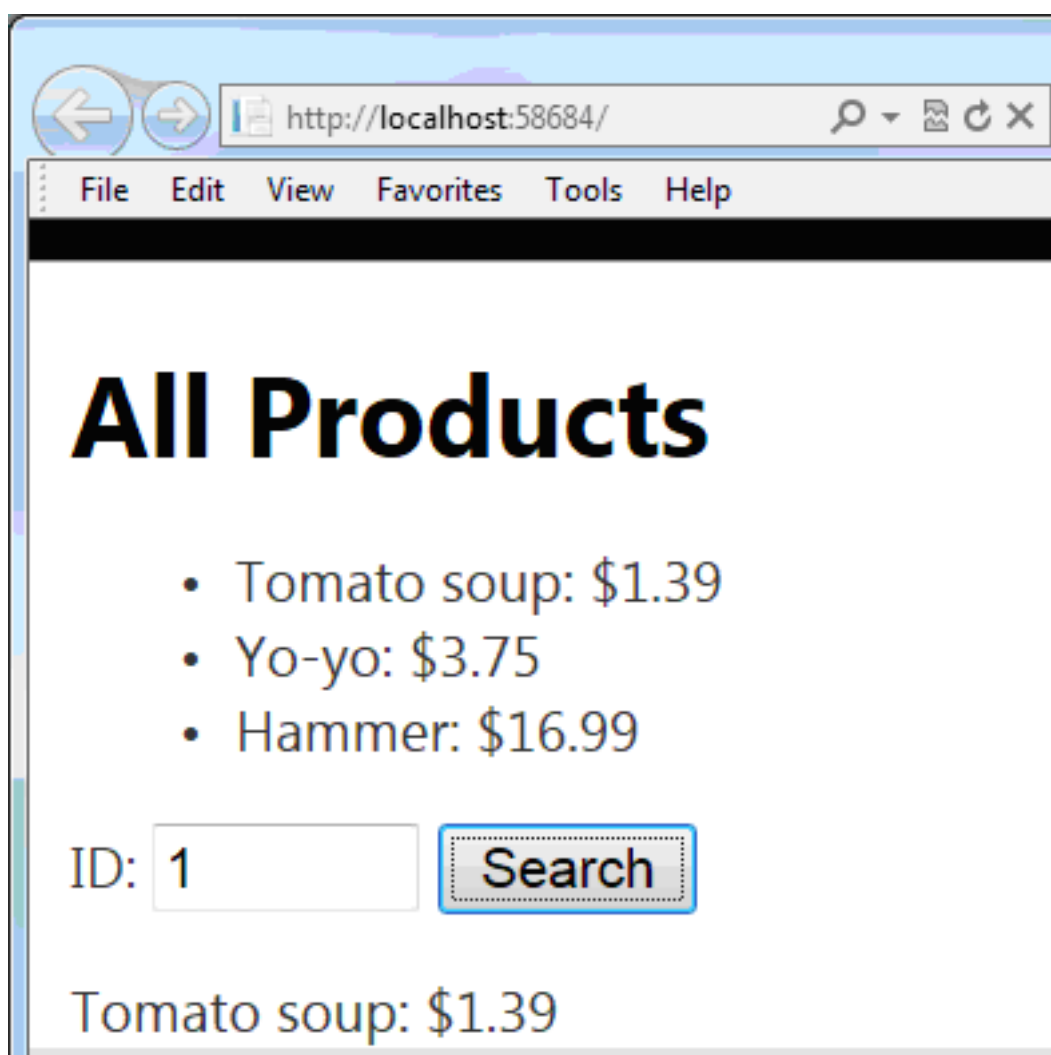 http://localhost:58684/
File Edit View Favorites Tools Help
All Products
• Tomato soup: $1.39
• Yo-yo: $3.75
• Hammer: $16.99
ID: 1 Search
Tomato soup: $1.39